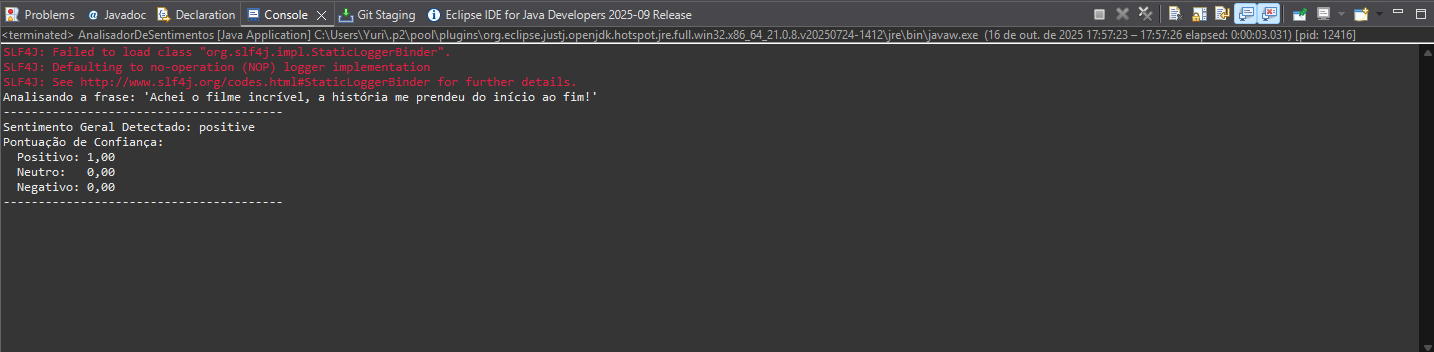 Problems Javadoc Declaration Console Git Staging Eclipse IDE for Java Developers 2025-09 Release
<terminated> AnalisadorDeSentimentos [Java Application] C:\Users\Yuri\.p2\pool\plugins\org.eclipse.justj.openjdk.hotspot.jre.full.win32.x86_64_21.0.8.v20250724-1412\jre\bin\javaw.exe (16 de out. de 2025 17:57:23 – 17:57:26 elapsed: 0:00:03.031) [pid: 12416]
SLF4J: Failed to load class "org.slf4j.impl.StaticLoggerBinder".
SLF4J: Defaulting to no-operation (NOP) logger implementation
SLF4J: See http://www.slf4j.org/codes.html#StaticLoggerBinder for further details.
Analisando a frase: 'Achei o filme incrível, a história me prendeu do início ao fim!'
----------------------------------------
Sentimento Geral Detectado: positive
Pontuação de Confiança:
  Positivo: 1,00
  Neutro:   0,00
  Negativo: 0,00
----------------------------------------